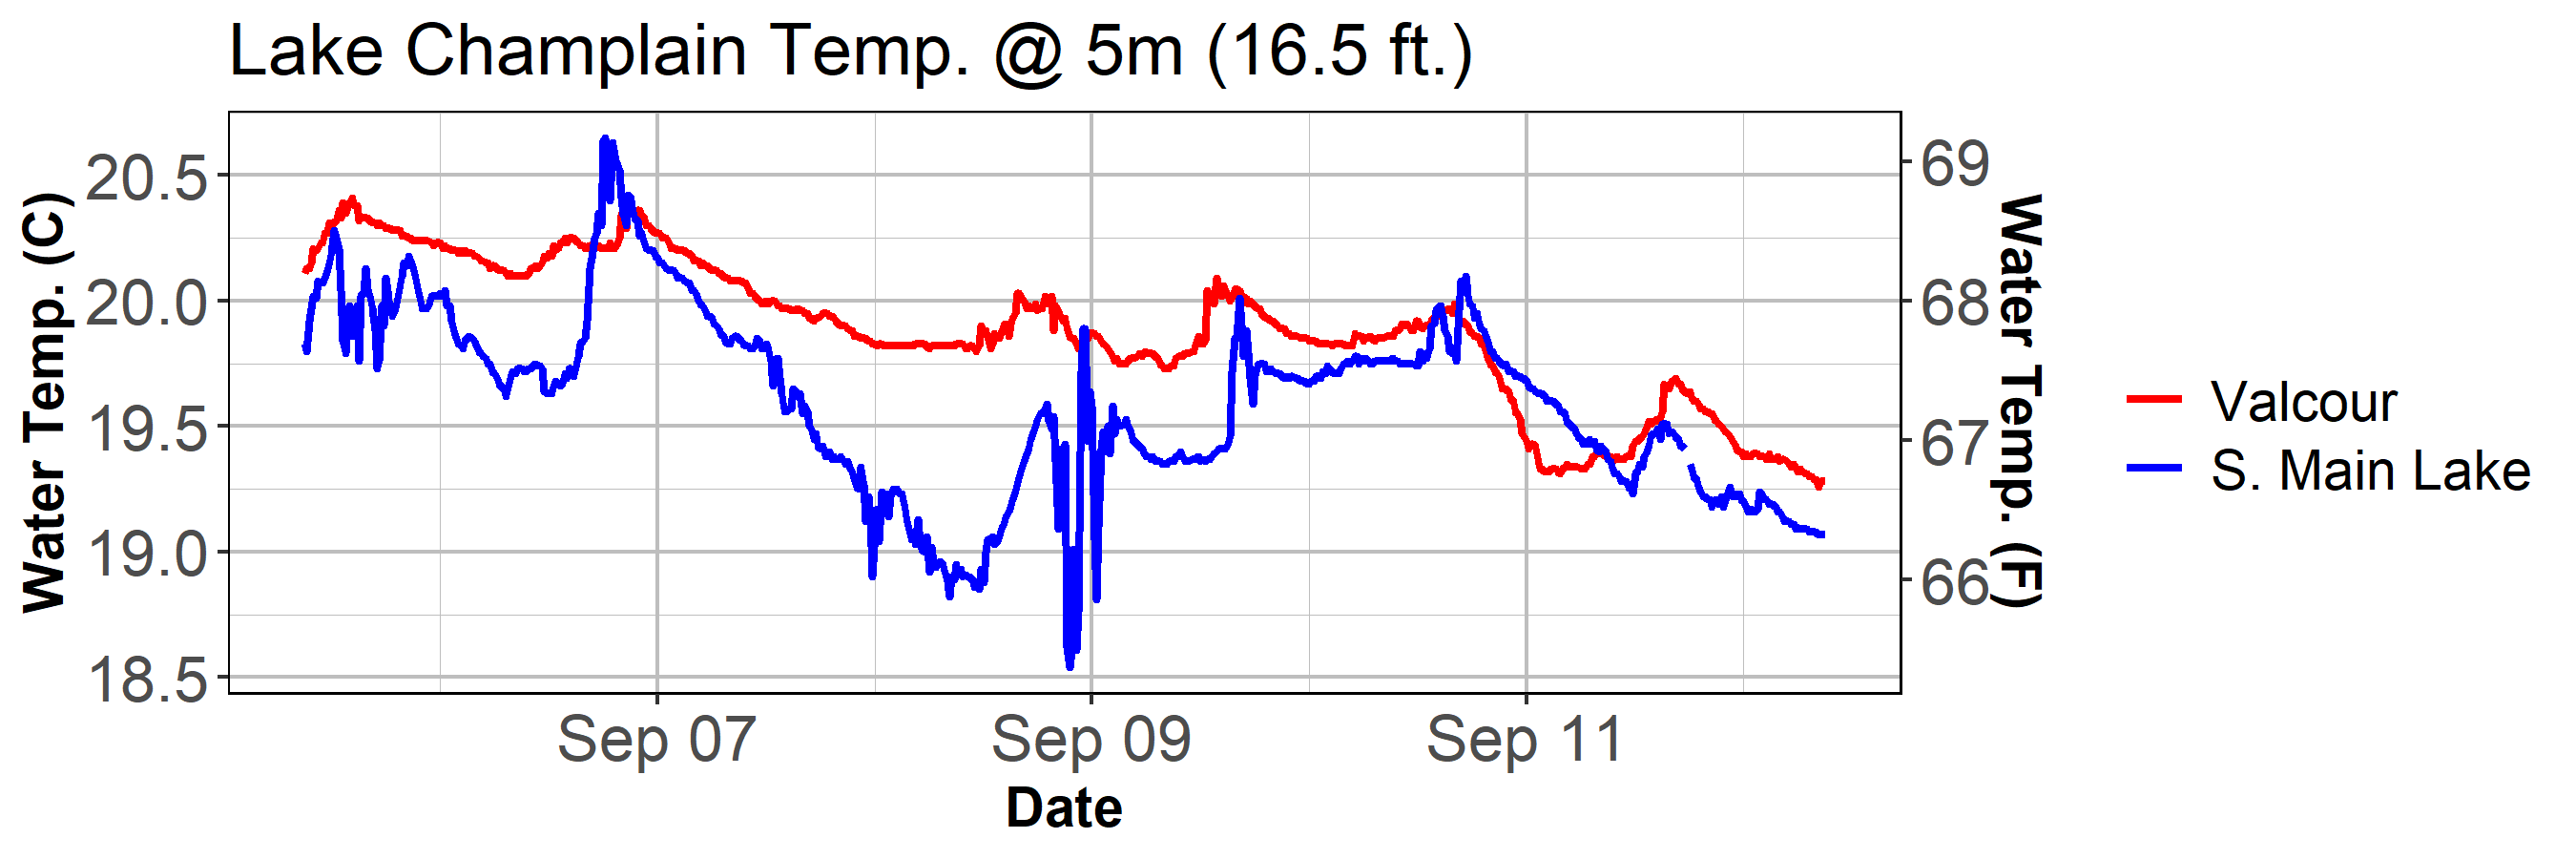 Lake Champlain Temp. @ 5m (16.5 ft.)
Water Temp. (C)
20.5
20.0
19.5
19.0
18.5
69
68
67
66
Water Temp. (F)
Sep 07
Sep 09
Sep 11
Date
Valcour
S. Main Lake